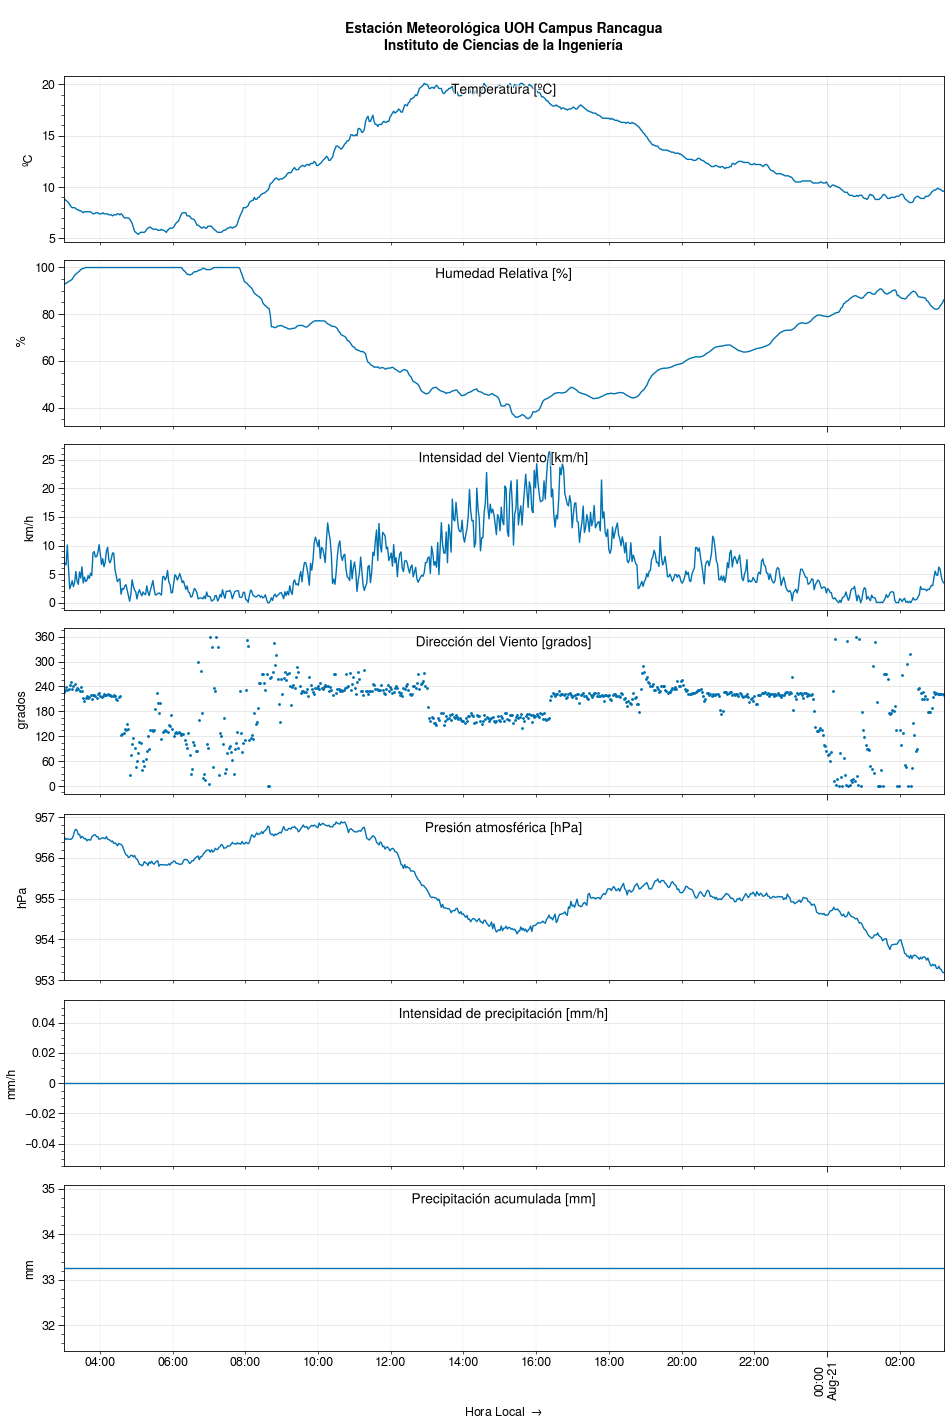 Estación Meteorológica UOH Campus Rancagua
Instituto de Ciencias de la Ingeniería
Temperatura [ºC]
ºC
20
15
10
5
Humedad Relativa [%]
%
100
80
60
40
Intensidad del Viento [km/h]
km/h
25
20
15
10
5
0
Dirección del Viento [grados]
grados
360
300
240
180
120
60
0
Presión atmosférica [hPa]
hPa
957
956
955
954
953
Intensidad de precipitación [mm/h]
mm/h
0.04
0.02
0
−0.02
−0.04
Precipitación acumulada [mm]
mm
35
34
33
32
04:00 06:00 08:00 10:00 12:00 14:00 16:00 18:00 20:00 22:00 00:00 02:00
Aug-21
Hora Local →